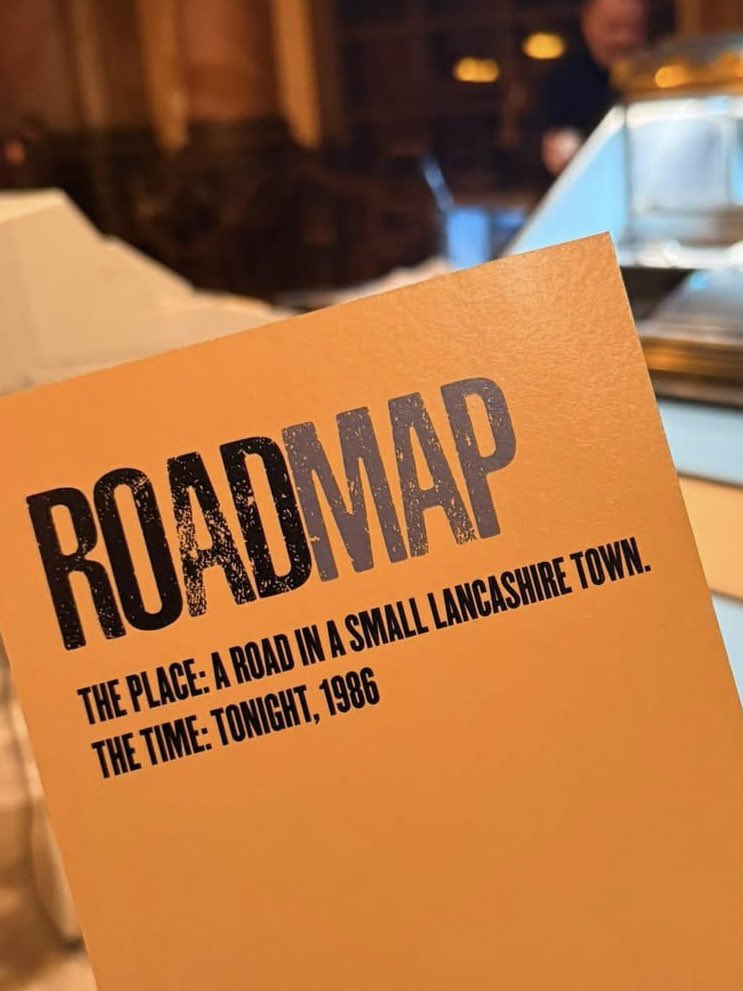 ROADMAP
THE PLACE: A ROAD IN A SMALL LANCASHIRE TOWN.
THE TIME: TONIGHT, 1986